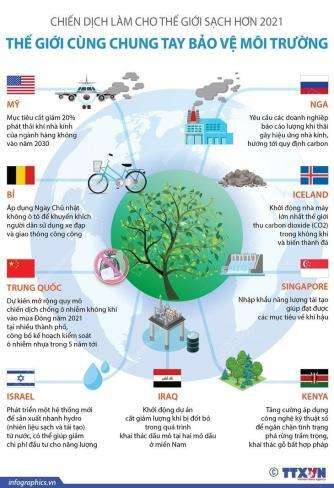 CHIẾN DỊCH LÀM CHO THẾ GIỚI SẠCH HƠN 2021
THẾ GIỚI CÙNG CHUNG TAY BẢO VỆ MÔI TRƯỜNG
MỸ
Mục tiêu cắt giảm 20%
phát thải khí nhà kính
của ngành hàng không
vào năm 2030
NGA
Yêu cầu các doanh nghiệp
báo cáo lượng khí thải
gây hiệu ứng nhà kính,
hướng tới quy định carbon
BỈ
Áp dụng Ngày Chủ nhật
không ô tô để khuyến khích
người dân sử dụng xe đạp
và giao thông công cộng
ICELAND
Khởi động nhà máy
lớn nhất thế giới
thu carbon dioxide (CO2)
trong không khí
và biến thành đá
TRUNG QUỐC
Dự kiến mở rộng quy mô
chiến dịch chống ô nhiễm không khí
vào mùa Đông năm 2021
tại nhiều thành phố,
công bố kế hoạch kiểm soát
ô nhiễm nhựa trong 5 năm tới
SINGAPORE
Nhập khẩu năng lượng tái tạo
giúp đạt được
các mục tiêu về khí hậu
ISRAEL
Phát triển một hệ thống mới
để sản xuất nhanh hydro
(nhiên liệu sạch và tái tạo)
từ nước, có thể giúp giảm
chi phí đầu tư cho năng lượng
IRAQ
Khởi động dự án
cắt giảm lượng khí bị đốt bỏ
trong quá trình
khai thác dầu mỏ tại hai mỏ dầu
ở miền Nam
KENYA
Tăng cường áp dụng
công nghệ kỹ thuật số
để ngăn chặn tình trạng
phá rừng trầm trọng,
khai thác gỗ bất hợp pháp
infographics.vn
© TTXVN